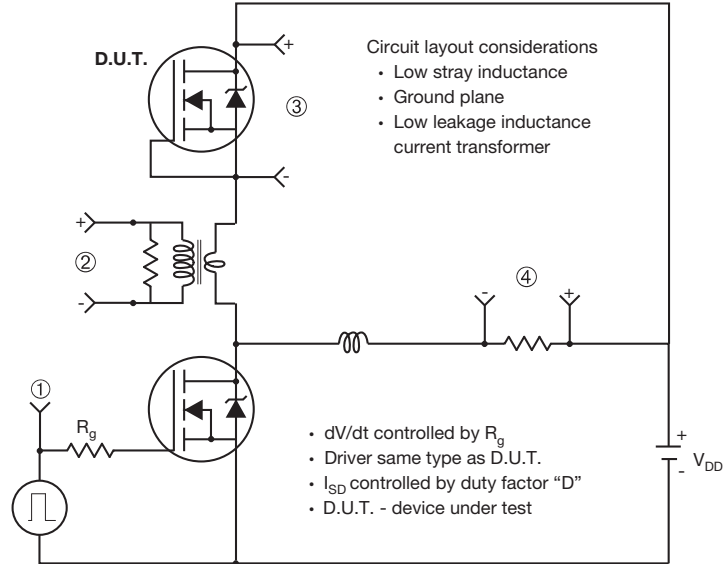 D.U.T.
+
Circuit layout considerations
• Low stray inductance
• Ground plane
• Low leakage inductance
current transformer
③
-
+
②
-
④
- +
①
R_g
• dV/dt controlled by R_g
• Driver same type as D.U.T.
• I_SD controlled by duty factor “D”
• D.U.T. - device under test
+
V_DD
-